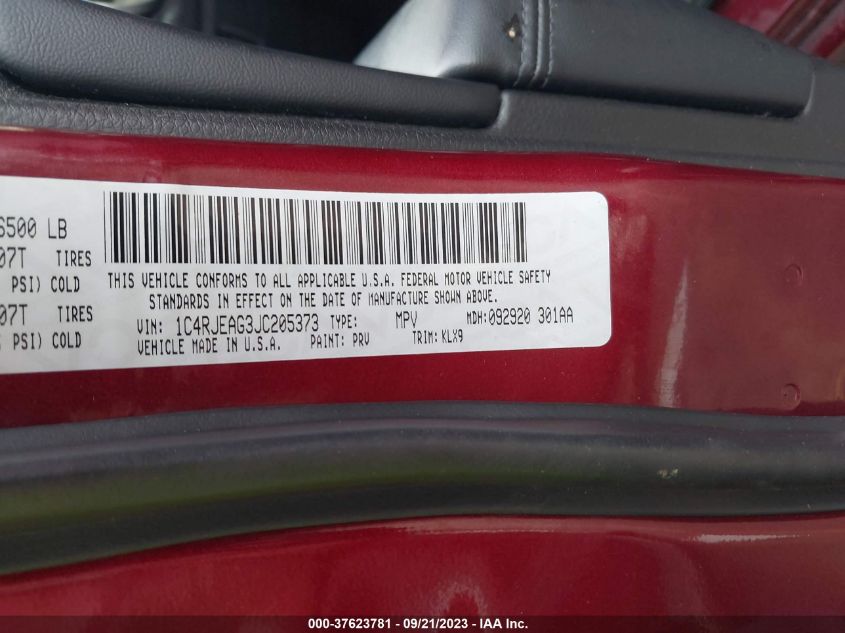 6500 LB
07T TIRES
PSI) COLD
07T TIRES
PSI) COLD
THIS VEHICLE CONFORMS TO ALL APPLICABLE U.S.A. FEDERAL MOTOR VEHICLE SAFETY
STANDARDS IN EFFECT ON THE DATE OF MANUFACTURE SHOWN ABOVE.
VIN: 1C4RJEAG3JC205373 TYPE: MPV MDH:092920 301AA
VEHICLE MADE IN U.S.A. PAINT: PRV TRIM: KLX9
000-37623781 - 09/21/2023 - IAA Inc.